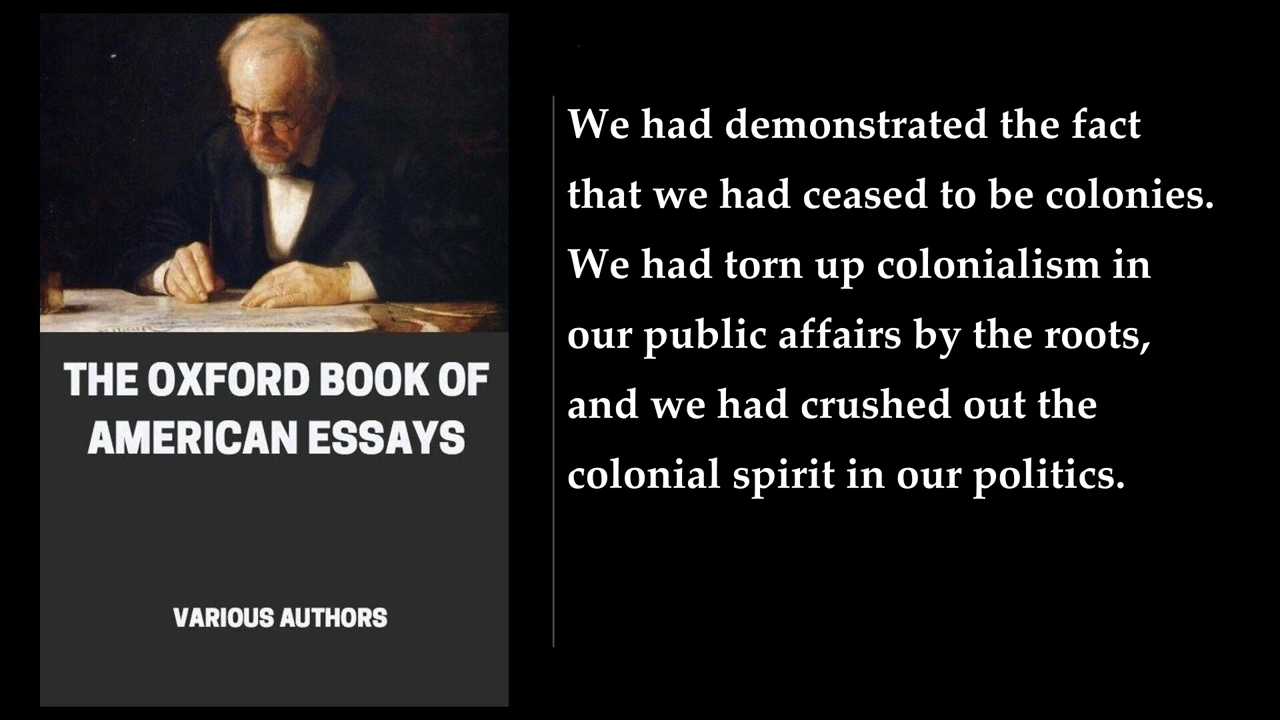 THE OXFORD BOOK OF
AMERICAN ESSAYS
VARIOUS AUTHORS
We had demonstrated the fact
that we had ceased to be colonies.
We had torn up colonialism in
our public affairs by the roots,
and we had crushed out the
colonial spirit in our politics.